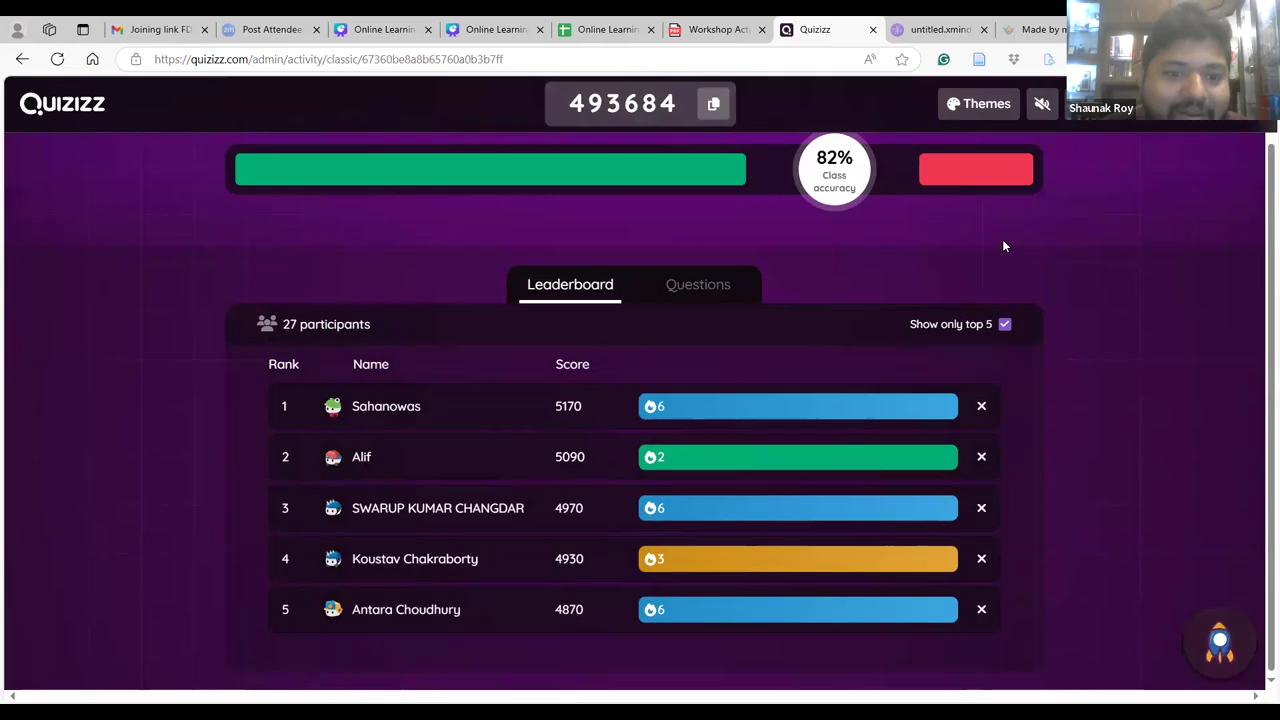 Joining link FD
Post Attendee
Online Learning
Online Learnin
Online Learning
Workshop Act
Quizizz
untitled.xmind
Made by
https://quizizz.com/admin/activity/classic/67360be8a8bf65760a0b3b7f
Shaunak Roy
QUIZIZZ
493684
Themes
82%
Class
accuracy
Leaderboard Questions
27 participants Show only top 5
Rank Name Score
1 Sahanowas 5170 6
2 Alif 5090 2
3 SWARUP KUMAR CHANGDAR 4970 6
4 Koustav Chakraborty 4930 3
5 Antara Choudhury 4870 6